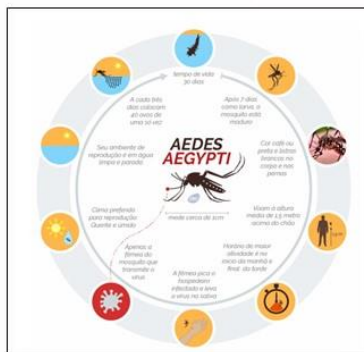 tempo de vida
30 dias
Após 7 dias
como larva, o
mosquito está
maduro
Cor café ou
preto e listras
brancas no
corpo e nas
pernas
Voam à altura
média de 1,5 metro
acima do chão
Horário de maior
atividade é no
início da manhã e
final da tarde
A fêmea pica o
hospedeiro
infectado e leva
o vírus na saliva
Apenas a
fêmea do
mosquito que
transmite o
vírus
Clima preferido
para reprodução:
Quente e úmido
Seu ambiente de
reprodução é em água
limpa e parada
A cada três
dias colocam
40 ovos de
uma só vez
AEDES
AEGYPTI
mede cerca de 1cm